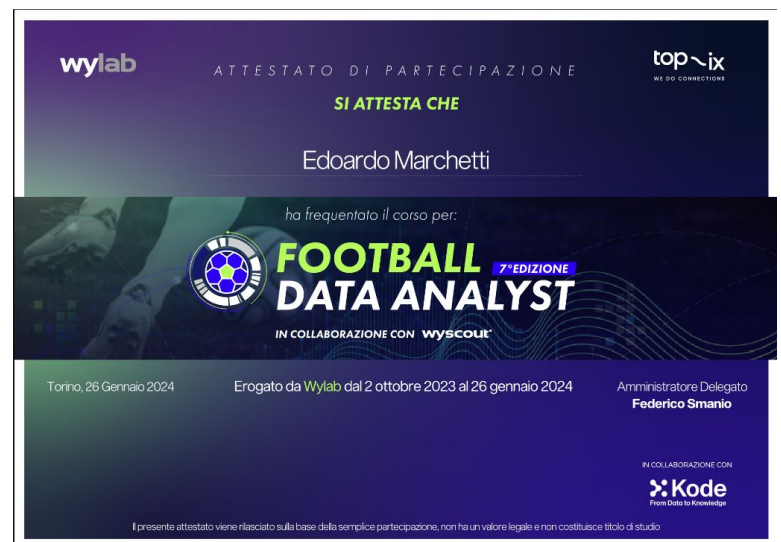 wylab
ATTESTATO DI PARTECIPAZIONE
top~ix
WE DO CONNECTIONS
SI ATTESTA CHE
Edoardo Marchetti
ha frequentato il corso per:
FOOTBALL 7°EDIZIONE
DATA ANALYST
IN COLLABORAZIONE CON wyscout
Torino, 26 Gennaio 2024
Erogato da Wylab dal 2 ottobre 2023 al 26 gennaio 2024
Amministratore Delegato
Federico Smanio
IN COLLABORAZIONE CON
Kode
From Data to Knowledge
Il presente attestato viene rilasciato sulla base della semplice partecipazione, non ha un valore legale e non costituisce titolo di studio